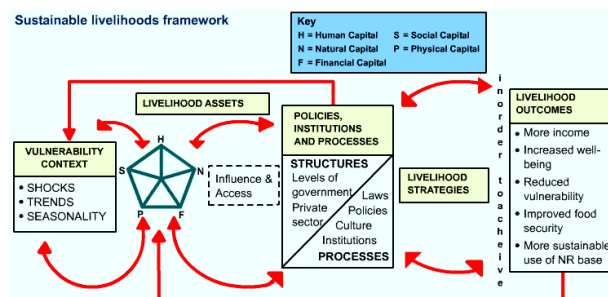 Sustainable livelihoods framework
Key
H = Human Capital S = Social Capital
N = Natural Capital P = Physical Capital
F = Financial Capital
LIVELIHOOD ASSETS
VULNERABILITY
CONTEXT
• SHOCKS
• TRENDS
• SEASONALITY
H
S
N
P
F
Influence &
Access
POLICIES,
INSTITUTIONS
AND PROCESSES
STRUCTURES
Levels of
government
Private
sector
Laws
Policies
Culture
Institutions
PROCESSES
LIVELIHOOD
STRATEGIES
inorder toacheive
LIVELIHOOD
OUTCOMES
• More income
• Increased well-
being
• Reduced
vulnerability
• Improved food
security
• More sustainable
use of NR base